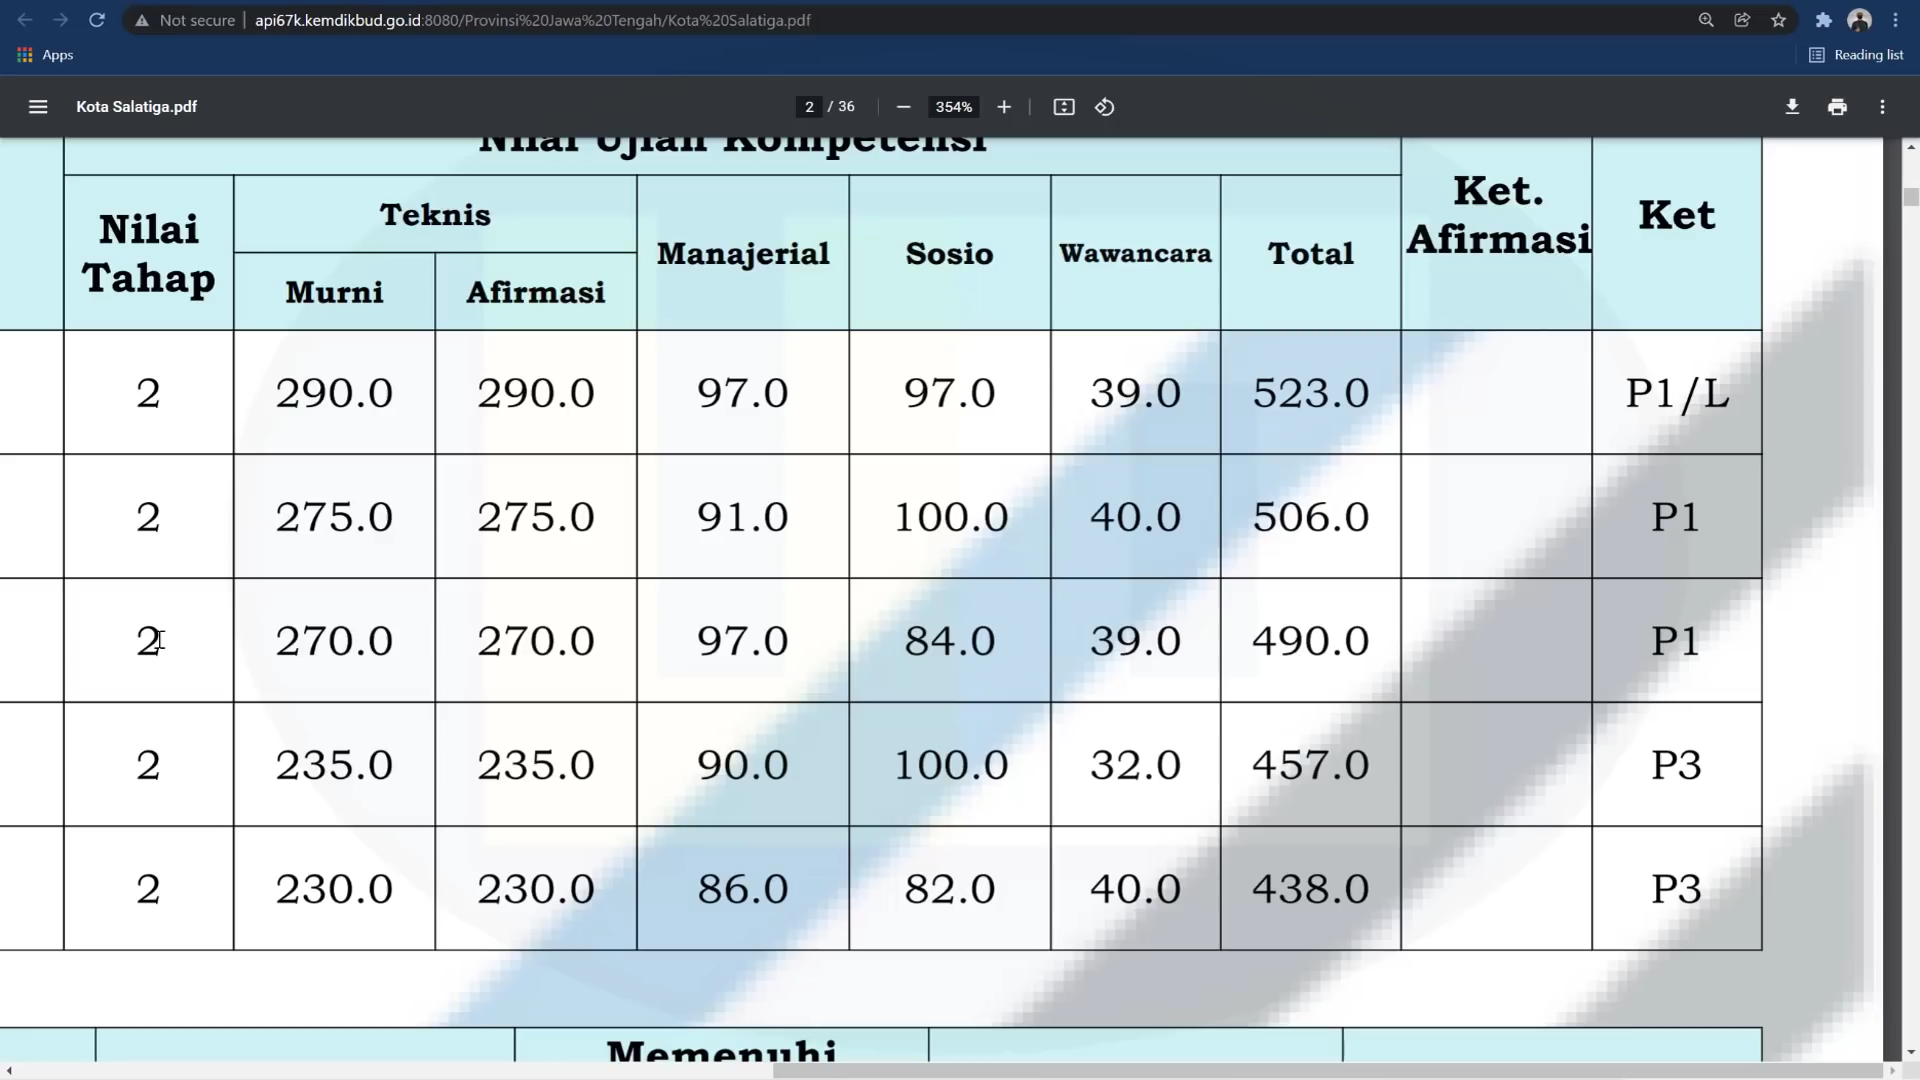 Not secure api67k.kemdikbud.go.id:8080/Provinsi%20Jawa%20Tengah/Kota%20Salatiga.pdf
Apps Reading list
Kota Salatiga.pdf 2 / 36 354%
Nilai Ujian Kompetensi
Nilai Tahap Teknis Manajerial Sosio Wawancara Total Ket. Afirmasi Ket
Murni Afirmasi
2 290.0 290.0 97.0 97.0 39.0 523.0 P1/L
2 275.0 275.0 91.0 100.0 40.0 506.0 P1
2 270.0 270.0 97.0 84.0 39.0 490.0 P1
2 235.0 235.0 90.0 100.0 32.0 457.0 P3
2 230.0 230.0 86.0 82.0 40.0 438.0 P3
Memenuhi